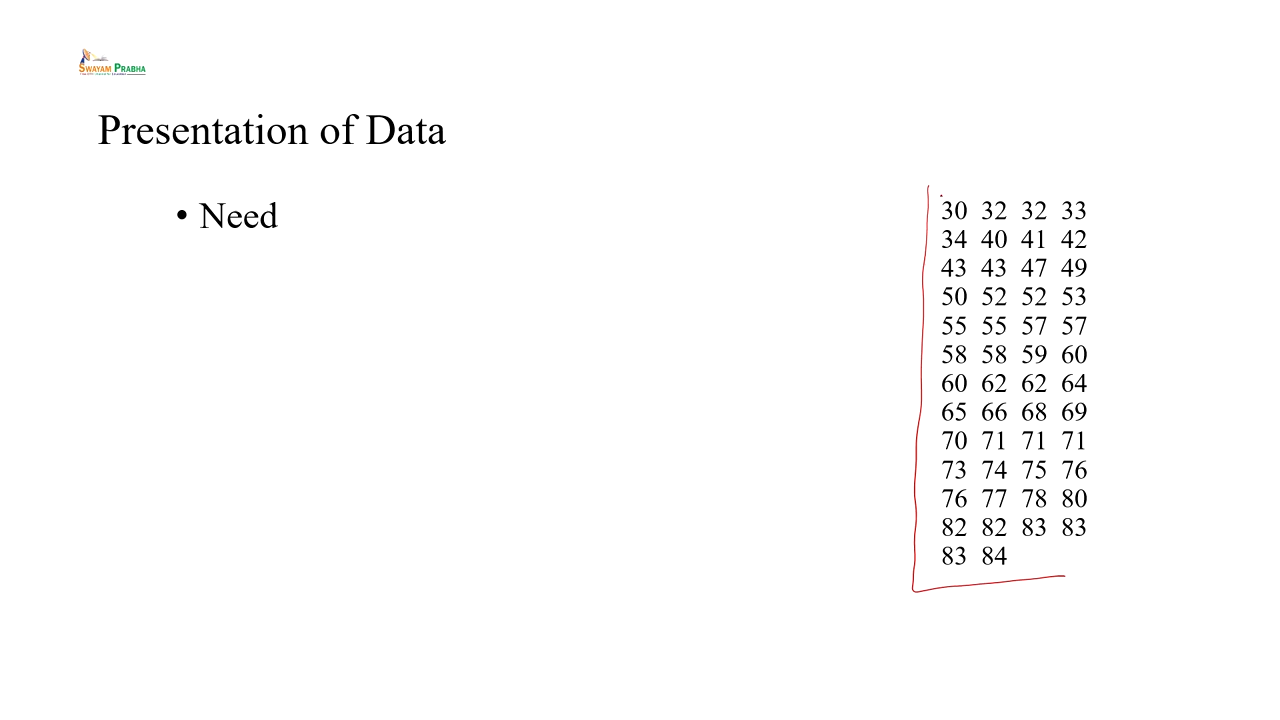 SWAYAM PRABHA
Presentation of Data
• Need
30 32 32 33
34 40 41 42
43 43 47 49
50 52 52 53
55 55 57 57
58 58 59 60
60 62 62 64
65 66 68 69
70 71 71 71
73 74 75 76
76 77 78 80
82 82 83 83
83 84